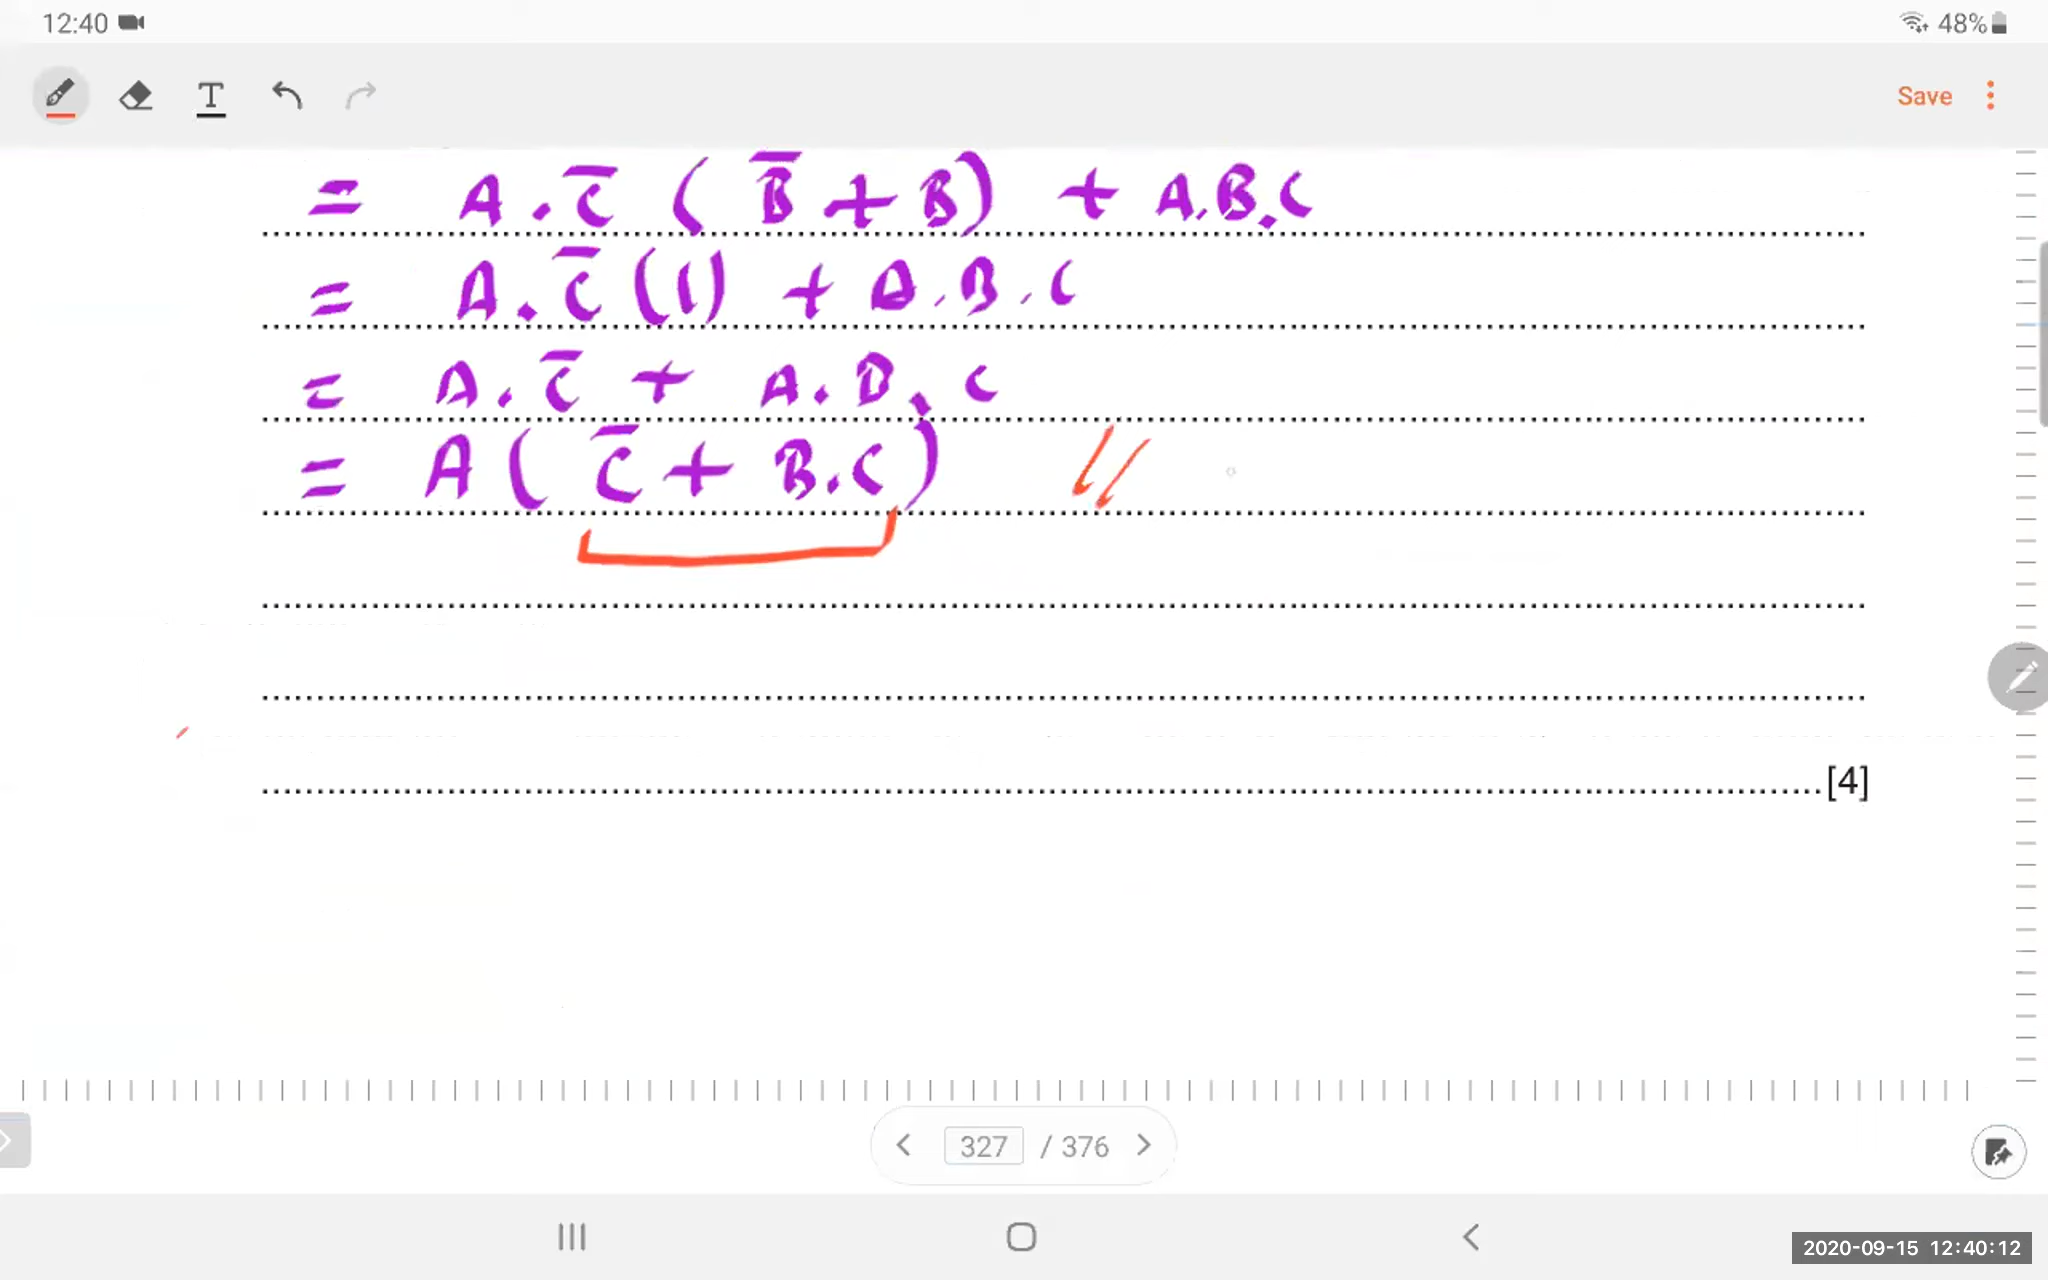 12:40 48%
T Save
= A.C̅ (B̅ + B) + A.B.C
= A.C̅ (1) + A.B.C
= A.C̅ + A.B.C
= A(C̅ + B.C) //
[4]
327 / 376
2020-09-15 12:40:12